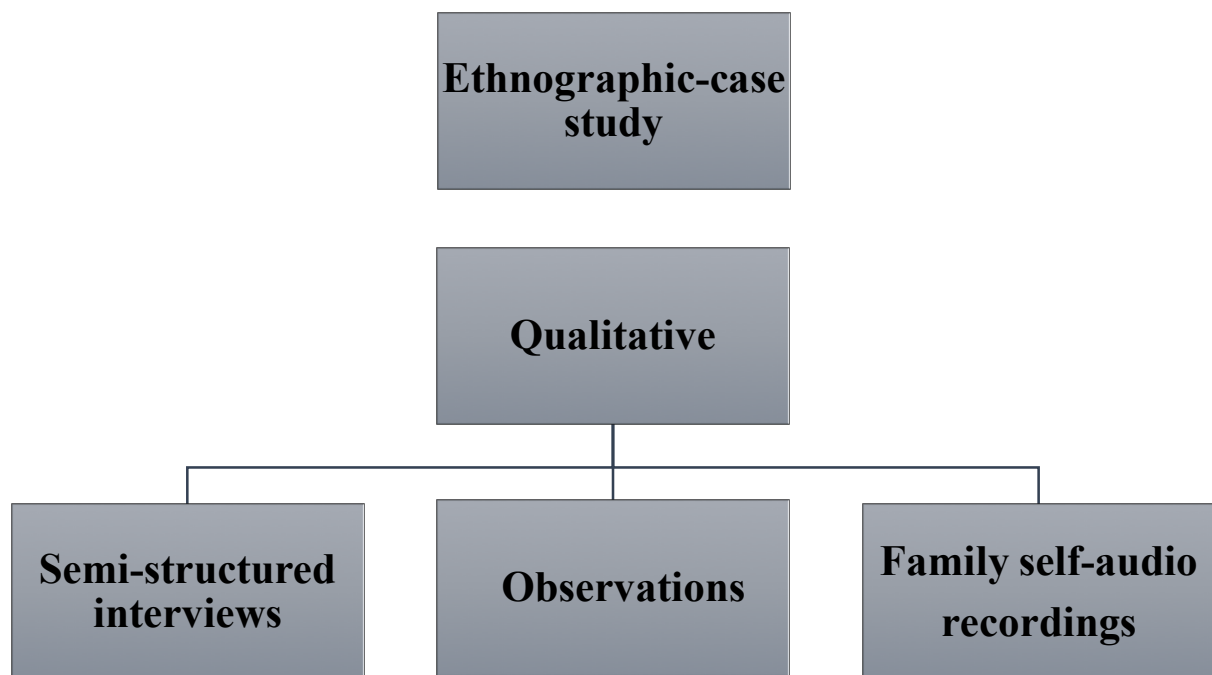 Ethnographic-case
study
Qualitative
Semi-structured
interviews
Observations
Family self-audio
recordings